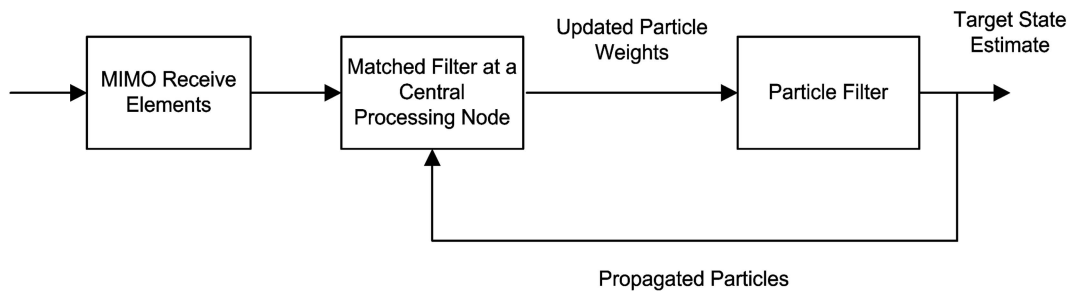 MIMO Receive
Elements
Matched Filter at a
Central
Processing Node
Updated Particle
Weights
Particle Filter
Target State
Estimate
Propagated Particles